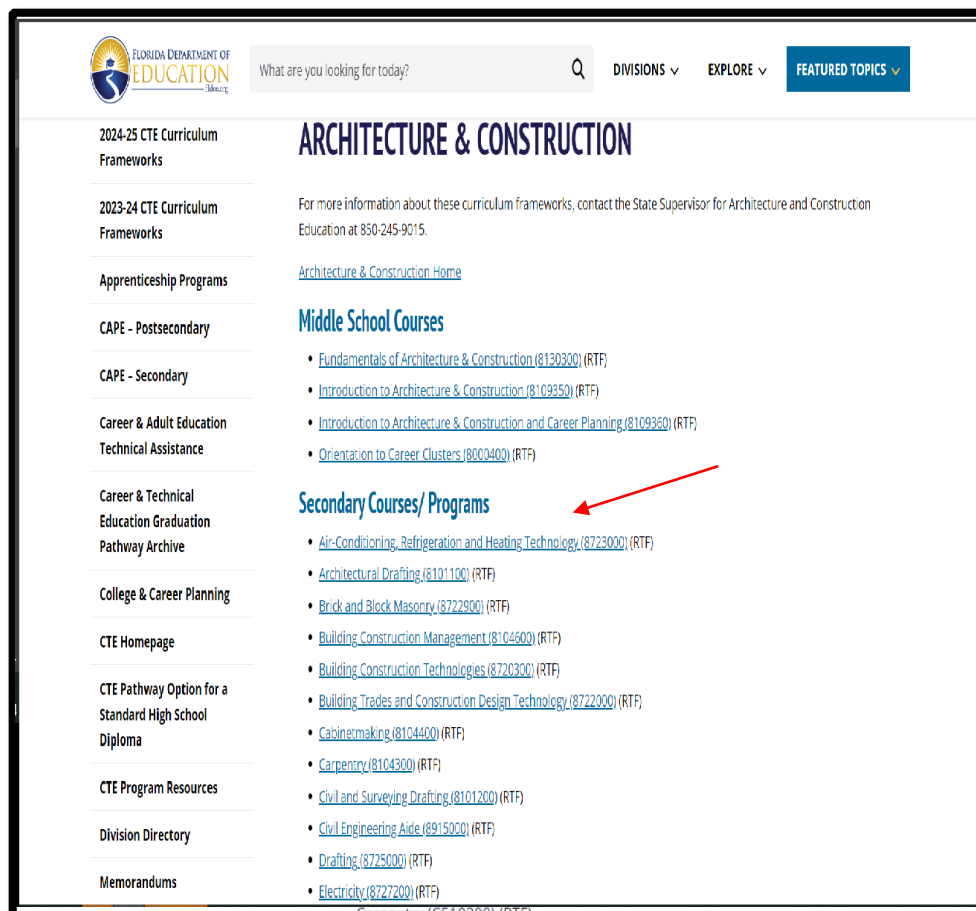 FLORIDA DEPARTMENT OF
EDUCATION
fldoe.org
What are you looking for today?
DIVISIONS
EXPLORE
FEATURED TOPICS
2024-25 CTE Curriculum
Frameworks
2023-24 CTE Curriculum
Frameworks
Apprenticeship Programs
CAPE – Postsecondary
CAPE – Secondary
Career & Adult Education
Technical Assistance
Career & Technical
Education Graduation
Pathway Archive
College & Career Planning
CTE Homepage
CTE Pathway Option for a
Standard High School
Diploma
CTE Program Resources
Division Directory
Memorandums
ARCHITECTURE & CONSTRUCTION
For more information about these curriculum frameworks, contact the State Supervisor for Architecture and Construction
Education at 850-245-9015.
Architecture & Construction Home
Middle School Courses
• Fundamentals of Architecture & Construction (8130300) (RTF)
• Introduction to Architecture & Construction (8109350) (RTF)
• Introduction to Architecture & Construction and Career Planning (8109360) (RTF)
• Orientation to Career Clusters (8000400) (RTF)
Secondary Courses/ Programs
• Air-Conditioning, Refrigeration and Heating Technology (8723000) (RTF)
• Architectural Drafting (8101100) (RTF)
• Brick and Block Masonry (8722900) (RTF)
• Building Construction Management (8104600) (RTF)
• Building Construction Technologies (8720300) (RTF)
• Building Trades and Construction Design Technology (8722000) (RTF)
• Cabinetmaking (8104400) (RTF)
• Carpentry (8104300) (RTF)
• Civil and Surveying Drafting (8101200) (RTF)
• Civil Engineering Aide (8915000) (RTF)
• Drafting (8725000) (RTF)
• Electricity (8727200) (RTF)